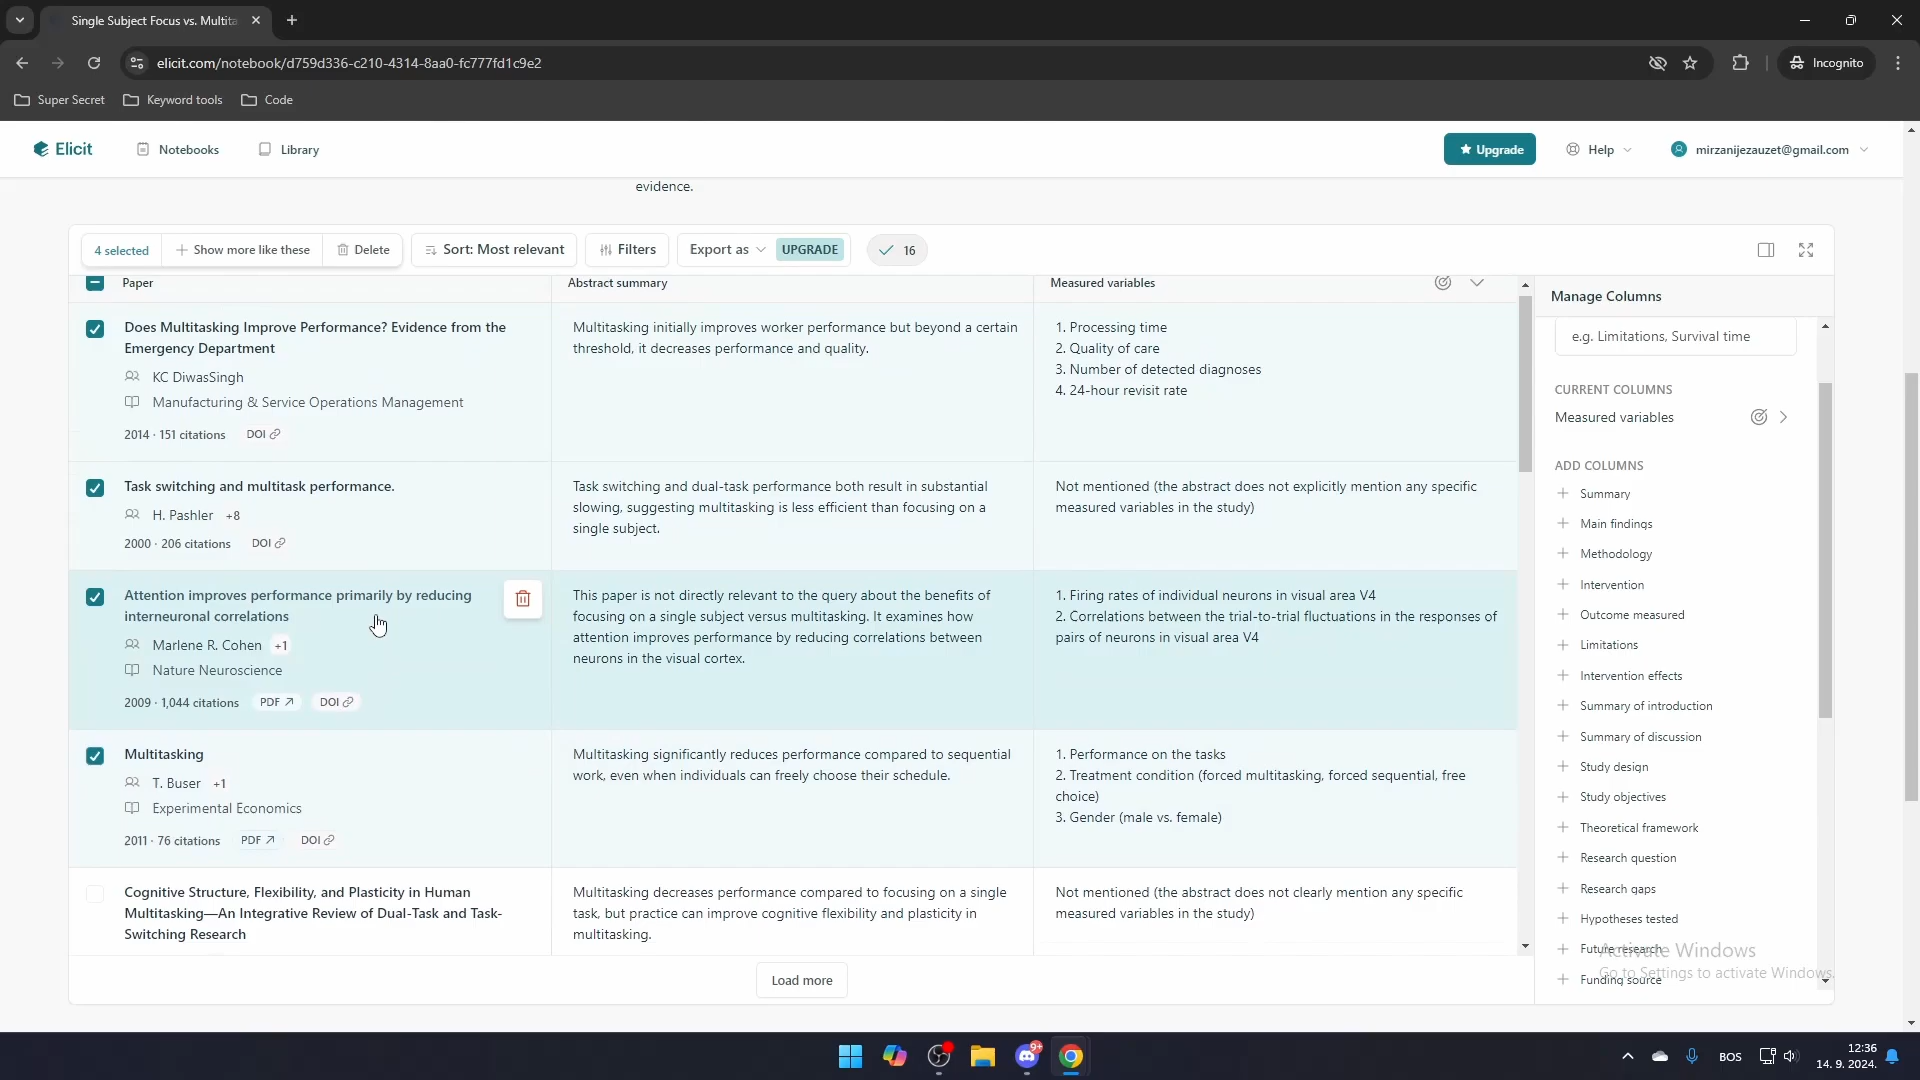 Single Subject Focus vs. Multita
elicit.com/notebook/d759d336-c210-4314-8aa0-fc777fd1c9e2
Incognito
Super Secret
Keyword tools
Code
Elicit
Notebooks
Library
Upgrade
Help
mirzanijezauzet@gmail.com
evidence.
4 selected
Show more like these
Delete
Sort: Most relevant
Filters
Export as
UPGRADE
16
Paper
Abstract summary
Measured variables
Does Multitasking Improve Performance? Evidence from the
Emergency Department
KC DiwasSingh
Manufacturing & Service Operations Management
2014 · 151 citations
DOI
Multitasking initially improves worker performance but beyond a certain
threshold, it decreases performance and quality.
1. Processing time
2. Quality of care
3. Number of detected diagnoses
4. 24-hour revisit rate
Task switching and multitask performance.
H. Pashler +8
2000 · 206 citations
DOI
Task switching and dual-task performance both result in substantial
slowing, suggesting multitasking is less efficient than focusing on a
single subject.
Not mentioned (the abstract does not explicitly mention any specific
measured variables in the study)
Attention improves performance primarily by reducing
interneuronal correlations
Marlene R. Cohen +1
Nature Neuroscience
2009 · 1,044 citations
PDF
DOI
This paper is not directly relevant to the query about the benefits of
focusing on a single subject versus multitasking. It examines how
attention improves performance by reducing correlations between
neurons in the visual cortex.
1. Firing rates of individual neurons in visual area V4
2. Correlations between the trial-to-trial fluctuations in the responses of
pairs of neurons in visual area V4
Multitasking
T. Buser +1
Experimental Economics
2011 · 76 citations
PDF
DOI
Multitasking significantly reduces performance compared to sequential
work, even when individuals can freely choose their schedule.
1. Performance on the tasks
2. Treatment condition (forced multitasking, forced sequential, free
choice)
3. Gender (male vs. female)
Cognitive Structure, Flexibility, and Plasticity in Human
Multitasking—An Integrative Review of Dual-Task and Task-
Switching Research
Multitasking decreases performance compared to focusing on a single
task, but practice can improve cognitive flexibility and plasticity in
multitasking.
Not mentioned (the abstract does not clearly mention any specific
measured variables in the study)
Load more
Manage Columns
e.g. Limitations, Survival time
CURRENT COLUMNS
Measured variables
ADD COLUMNS
Summary
Main findings
Methodology
Intervention
Outcome measured
Limitations
Intervention effects
Summary of introduction
Summary of discussion
Study design
Study objectives
Theoretical framework
Research question
Research gaps
Hypotheses tested
Future research
Funding source
Activate Windows
Go to Settings to activate Windows.
9+
BOS
12:36
14. 9. 2024.